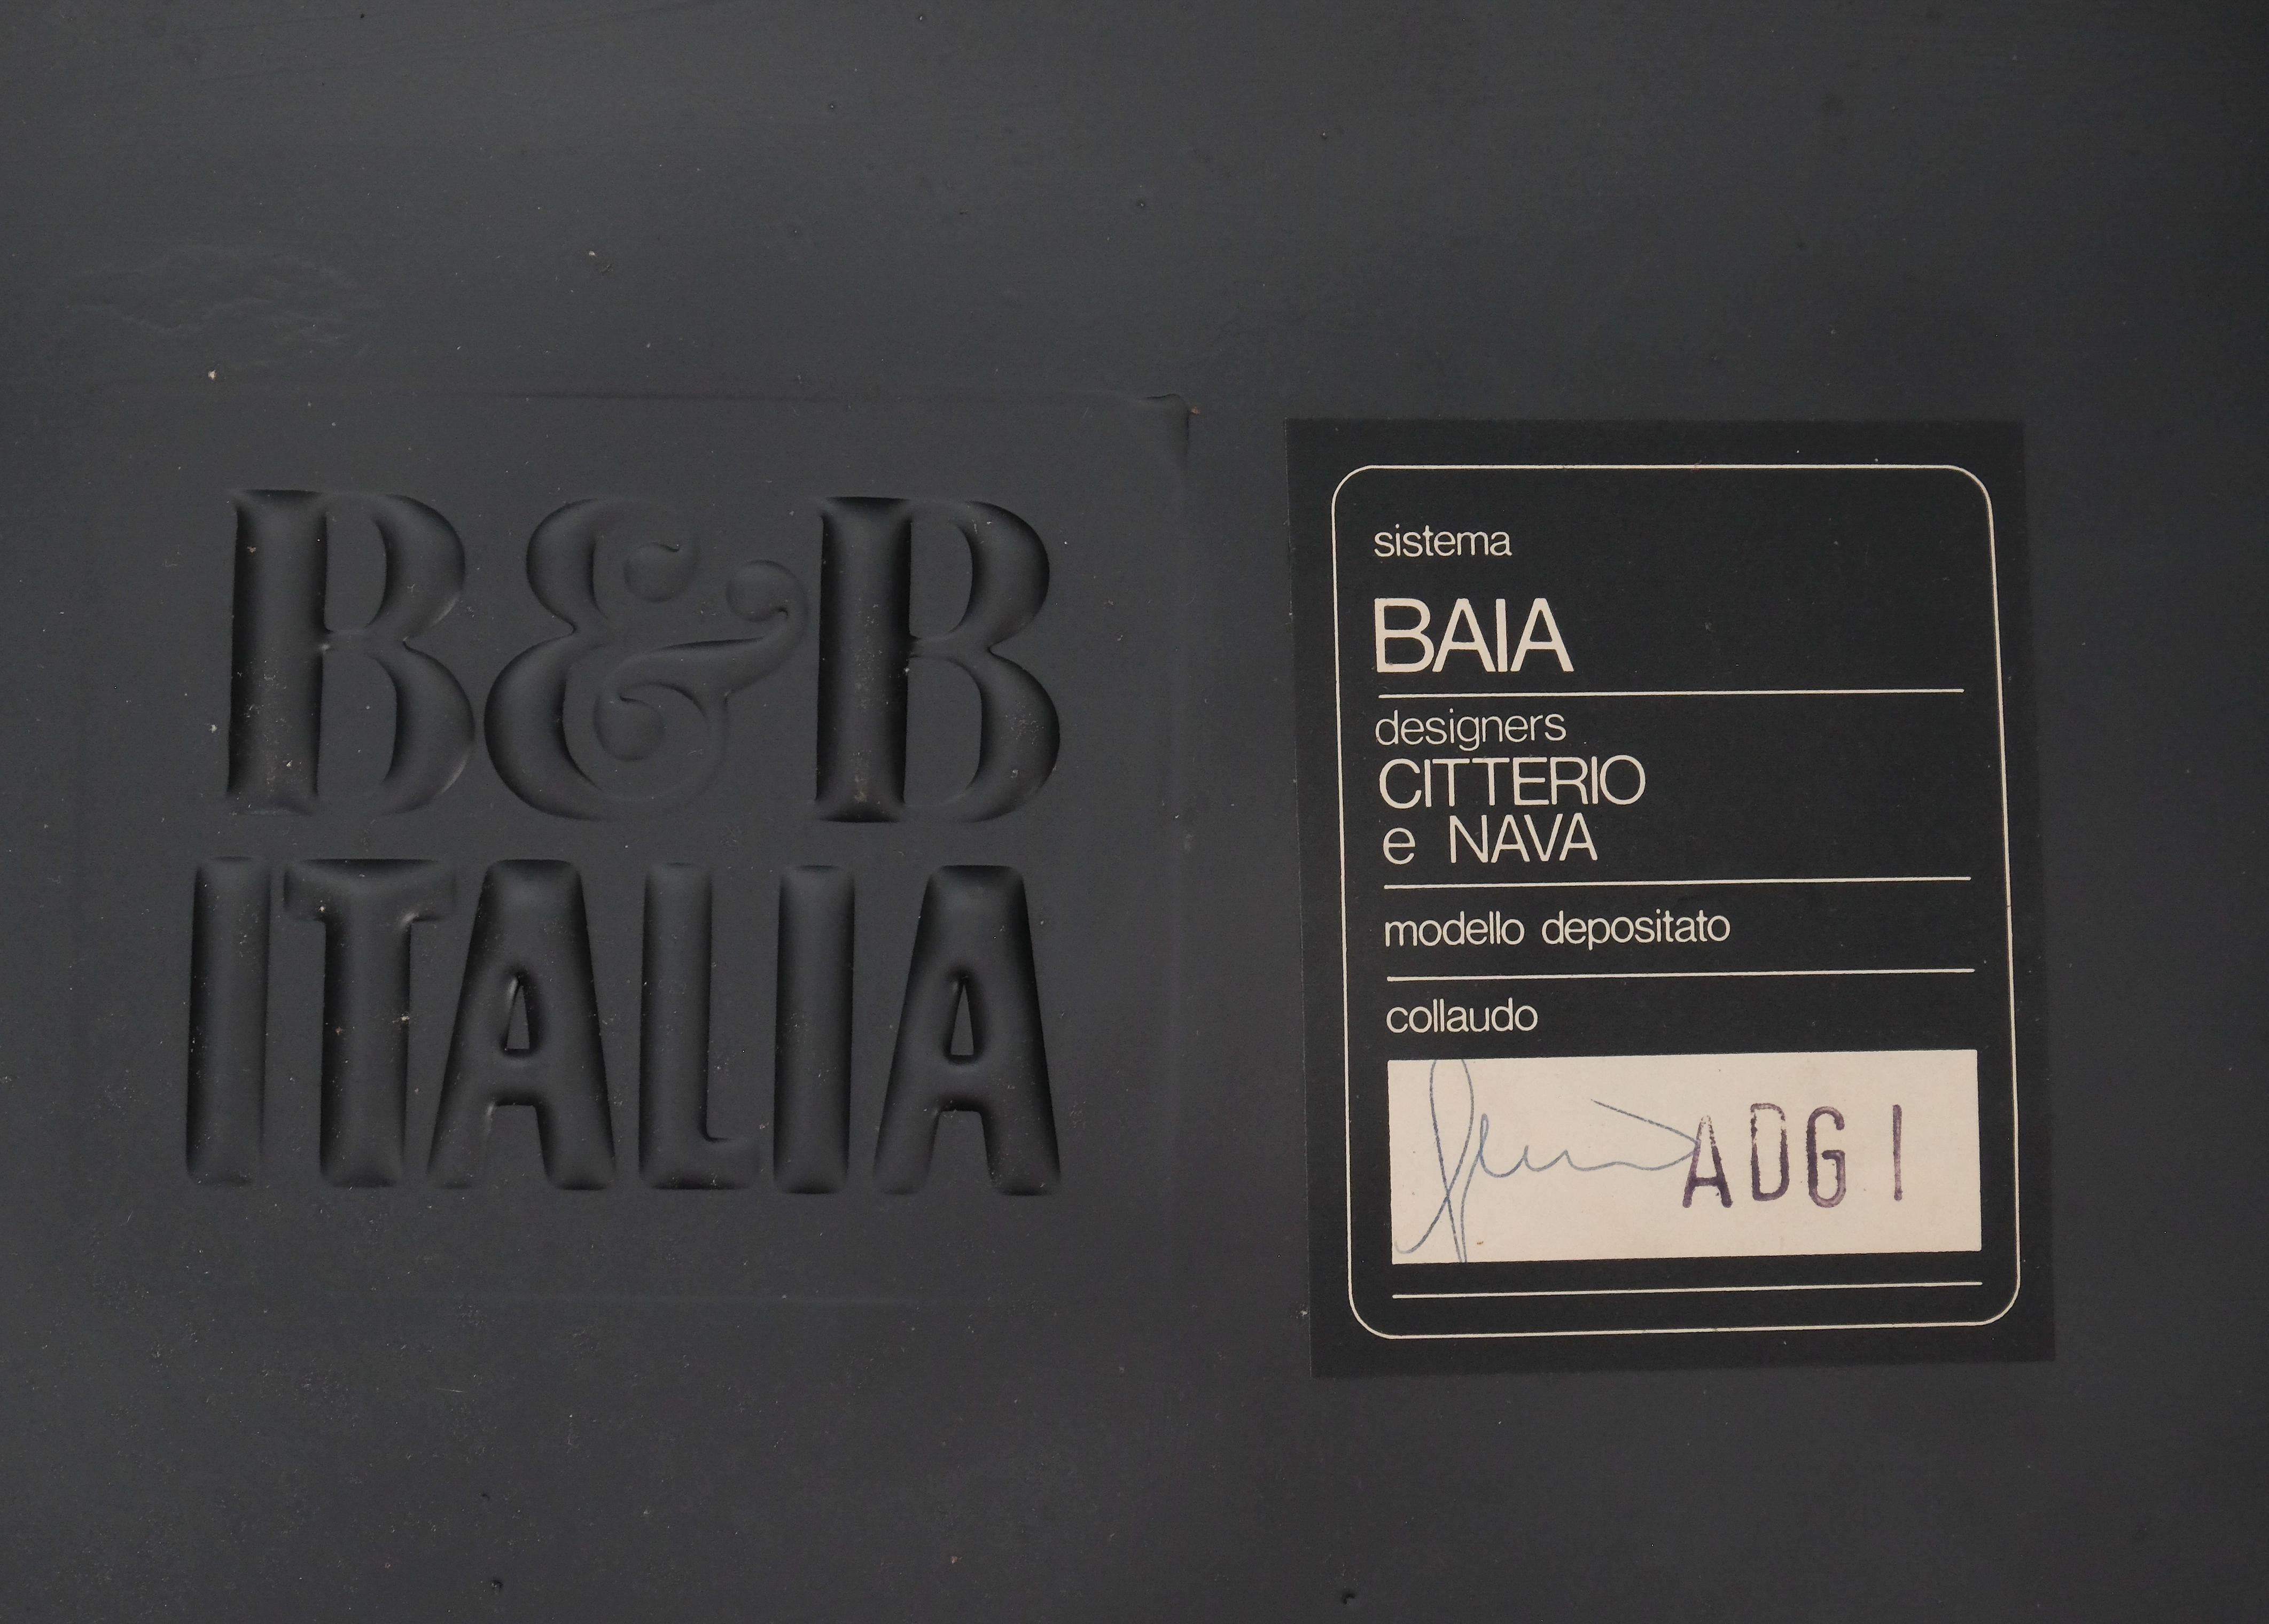 B&B
ITALIA
sistema
BAIA
designers
CITTERIO
e NAVA
modello depositato
collaudo
ADG I